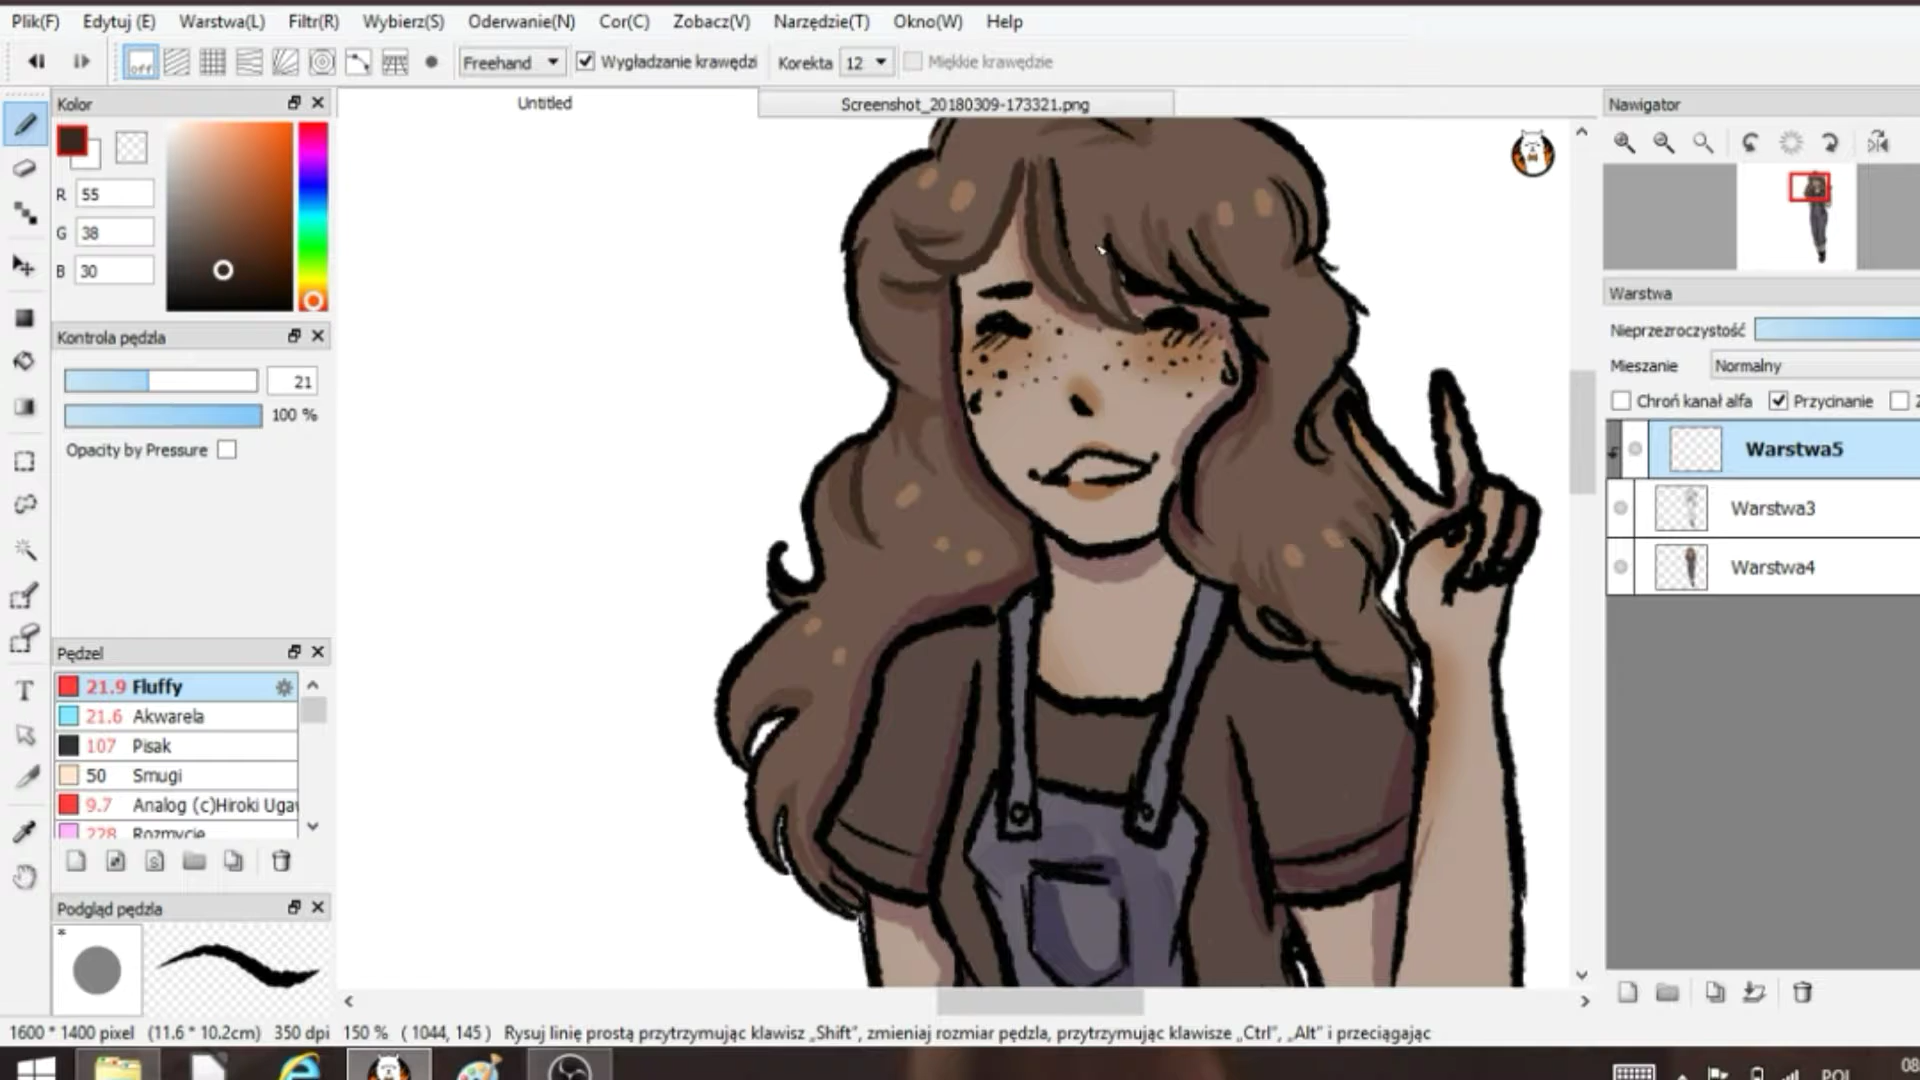 Plik(F) Edytuj (E) Warstwa(L) Filtr(R) Wybierz(S) Oderwanie(N) Cor(C) Zobacz(V) Narzędzie(T) Okno(W) Help
off Freehand Wygładzanie krawędzi Korekta 12 Miękkie krawędzie
Kolor
Untitled
Screenshot_20180309-173321.png
Nawigator
R 55
G 38
B 30
Kontrola pędzla
21
100 %
Opacity by Pressure
Warstwa
Nieprzezroczystość
Mieszanie Normalny
Chroń kanał alfa Przycinanie
Warstwa5
Warstwa3
Warstwa4
Pędzel
21.9 Fluffy
21.6 Akwarela
107 Pisak
50 Smugi
9.7 Analog (c)Hiroki Ugav
228 Rozmycie
Podgląd pędzla
*
1600 * 1400 pixel (11.6 * 10.2cm) 350 dpi 150 % ( 1044, 145 ) Rysuj linię prostą przytrzymując klawisz „Shift", zmieniaj rozmiar pędzla, przytrzymując klawisze „Ctrl", „Alt" i przeciągając
POL
08